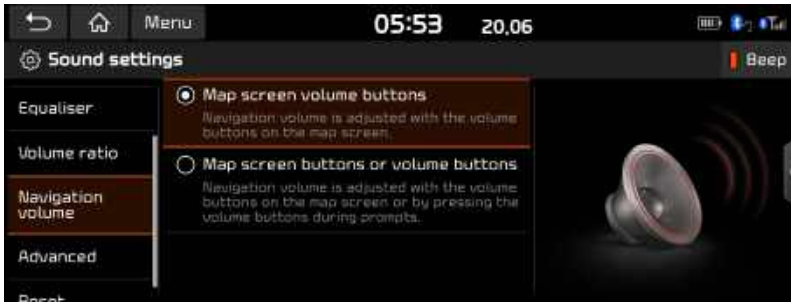 Menu
05:53 20,06
Sound settings
Beep
Equaliser
Volume ratio
Navigation
volume
Advanced
Reset
Map screen volume buttons
Navigation volume is adjusted with the volume
buttons on the map screen.
Map screen buttons or volume buttons
Navigation volume is adjusted with the volume
buttons on the map screen or by pressing the
volume buttons during prompts.